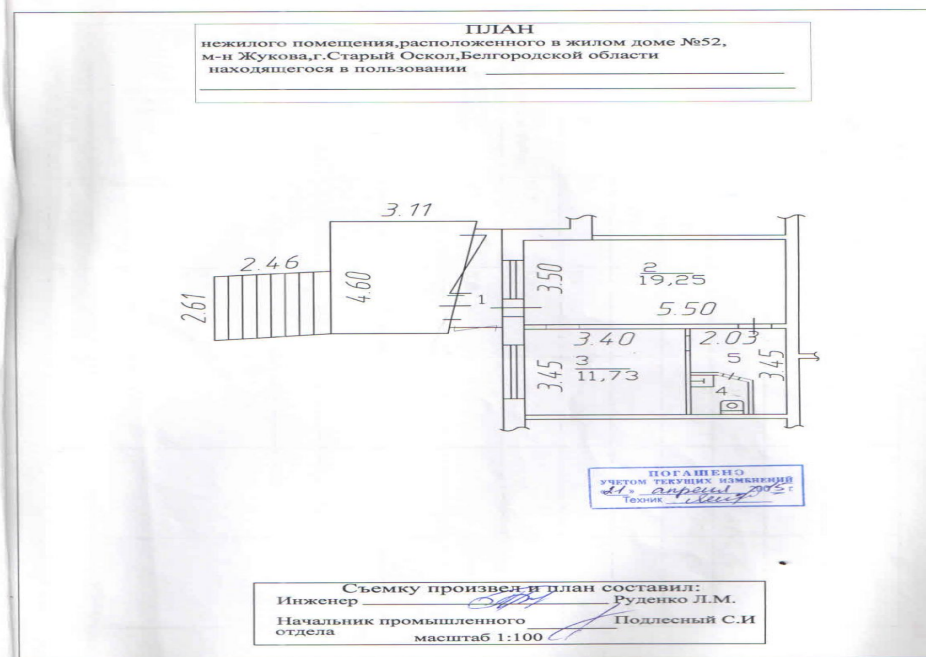 ПЛАН
нежилого помещения,расположенного в жилом доме №52,
м-н Жукова,г.Старый Оскол,Белгородской области
находящегося в пользовании
3.11
2.46
2.61
4.60
1
3.50
2
19,25
5.50
3.40
2.03
3
11,73
3.45
5
3.45
4
ПОГАШЕНО
УЧЕТОМ ТЕКУЩИХ ИЗМЕНЕНИЙ
«21» апреля г.
Техник
Съемку произвел и план составил:
Инженер Руденко Л.М.
Начальник промышленного Подлесный С.И
отдела
масштаб 1:100